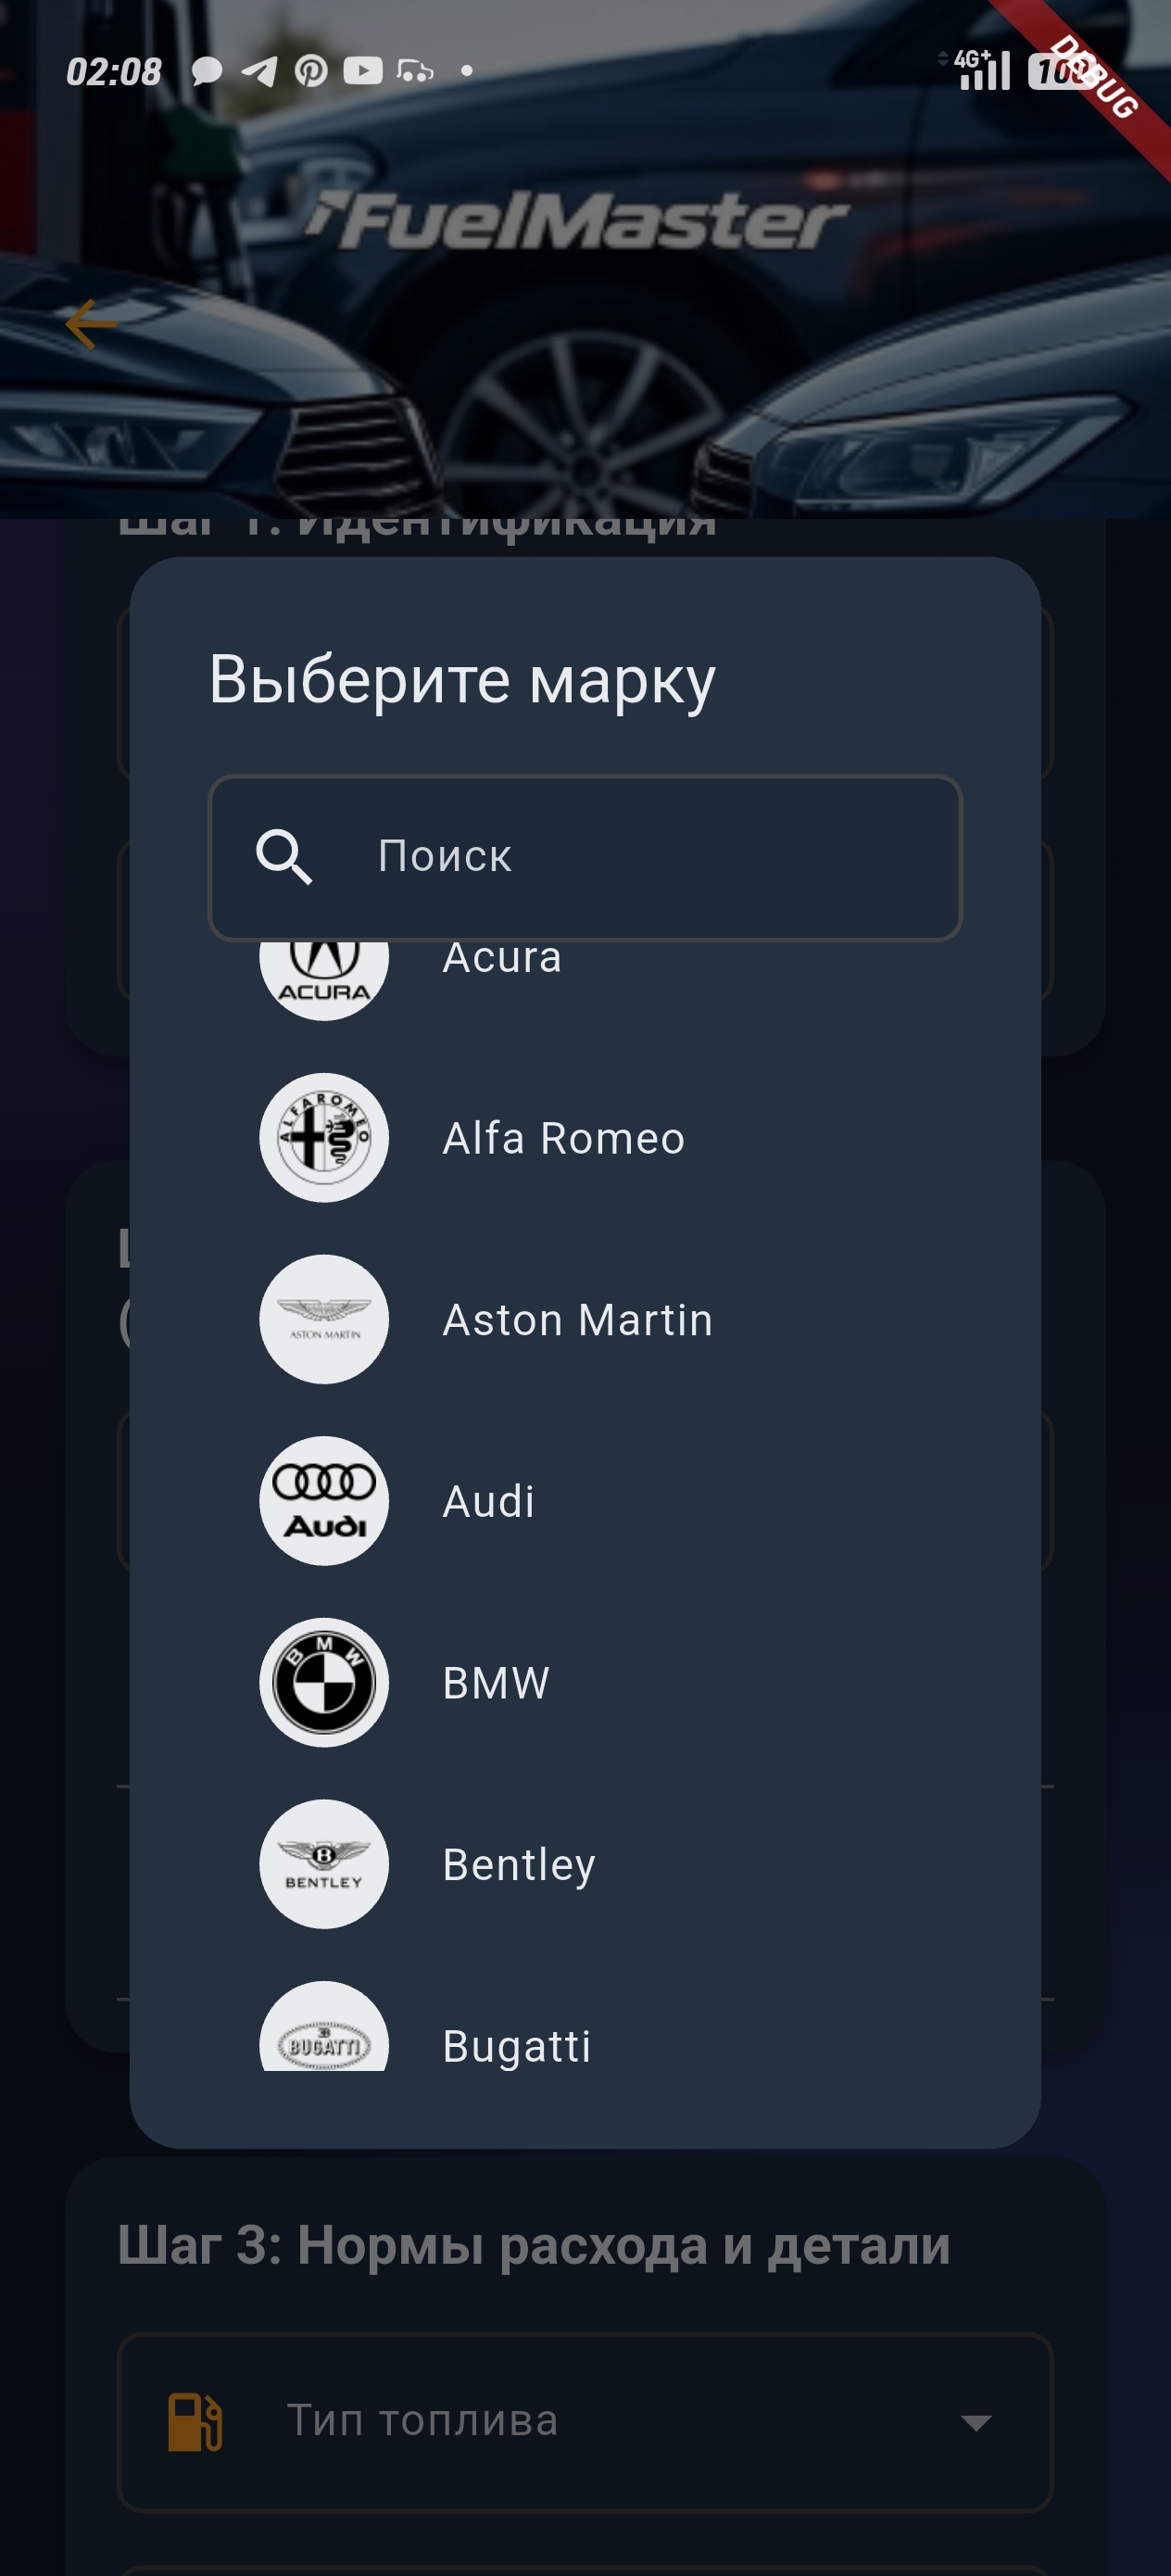 02:08
4G+
DEBUG
FuelMaster
Шаг 1: Идентификация
Выберите марку
Поиск
ACURA
Acura
ALFA ROMEO
Alfa Romeo
ASTON MARTIN
Aston Martin
Audi
Audi
BMW
BMW
B
BENTLEY
Bentley
BUGATTI
Bugatti
Шаг 3: Нормы расхода и детали
Тип топлива